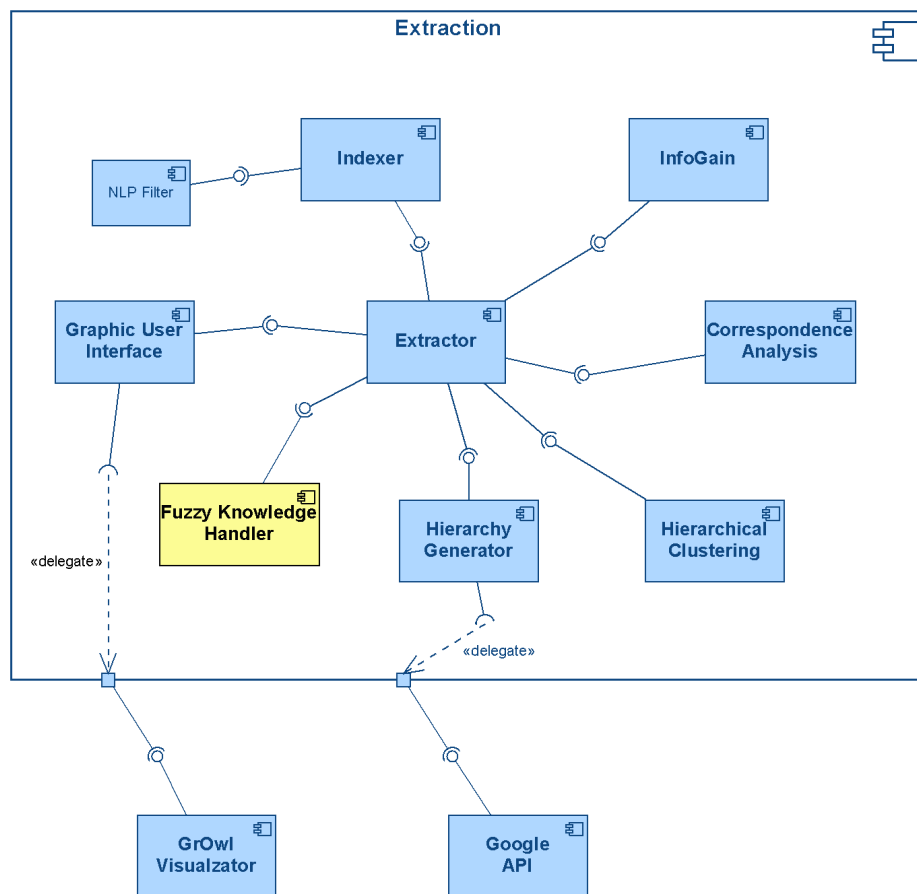 Extraction
Indexer
InfoGain
NLP Filter
Graphic User
Interface
Extractor
Correspondence
Analysis
Fuzzy Knowledge
Handler
Hierarchy
Generator
Hierarchical
Clustering
«delegate»
«delegate»
GrOwl
Visualzator
Google
API